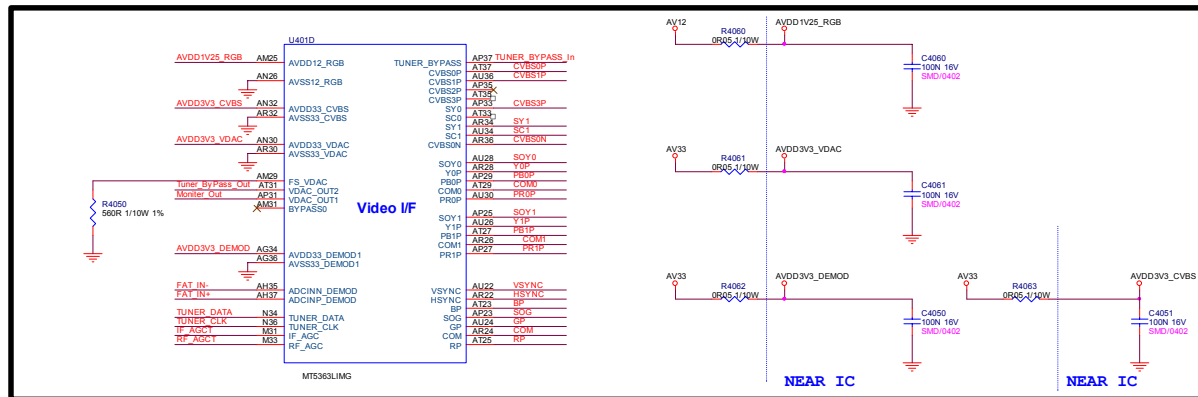 U401D
AVDD1V25_RGB AM25 AVDD12_RGB
AN26 AVSS12_RGB
AVDD3V3_CVBS AN32 AVDD33_CVBS
AR32 AVSS33_CVBS
AVDD3V3_VDAC AN30 AVDD33_VDAC
AR30 AVSS33_VDAC
AM29 FS_VDAC
Tuner_ByPass_Out AT31 VDAC_OUT2
Moniter_Out AP31 VDAC_OUT1
AM31 BYPASS0
R4050
560R 1/10W 1%
AVDD3V3_DEMOD AG34 AVDD33_DEMOD1
AG36 AVSS33_DEMOD1
FAT_IN- AH35 ADCINN_DEMOD
FAT_IN+ AH37 ADCINP_DEMOD
TUNER_DATA N34 TUNER_DATA
TUNER_CLK N36 TUNER_CLK
IF_AGCT M31 IF_AGC
RF_AGCT M33 RF_AGC
Video I/F
TUNER_BYPASS AP37 TUNER_BYPASS_In
CVBS0P AT37 CVBS0P
CVBS1P AU36 CVBS1P
CVBS2P AP35
CVBS3P AT35
SY0 AP33 CVBS3P
SC0 AT33
SY1 AR34 SY1
SC1 AU34 SC1
CVBS0N AR36 CVBS0N
SOY0 AU28 SOY0
Y0P AR28 Y0P
PB0P AP29 PB0P
COM0 AT29 COM0
PR0P AU30 PR0P
SOY1 AP25 SOY1
Y1P AU26 Y1P
PB1P AT27 PB1P
COM1 AR26 COM1
PR1P AP27 PR1P
VSYNC AU22 VSYNC
HSYNC AR22 HSYNC
BP AT23 BP
SOG AP23 SOG
GP AU24 GP
COM AR24 COM
RP AT25 RP
MT5363LIMG
AV12 AVDD1V25_RGB
R4060
0R05 1/10W
C4060
100N 16V
SMD/0402
AV33 AVDD3V3_VDAC
R4061
0R05 1/10W
C4061
100N 16V
SMD/0402
AV33 AVDD3V3_DEMOD
R4062
0R05 1/10W
C4050
100N 16V
SMD/0402
AV33 AVDD3V3_CVBS
R4063
0R05 1/10W
C4051
100N 16V
SMD/0402
NEAR IC
NEAR IC